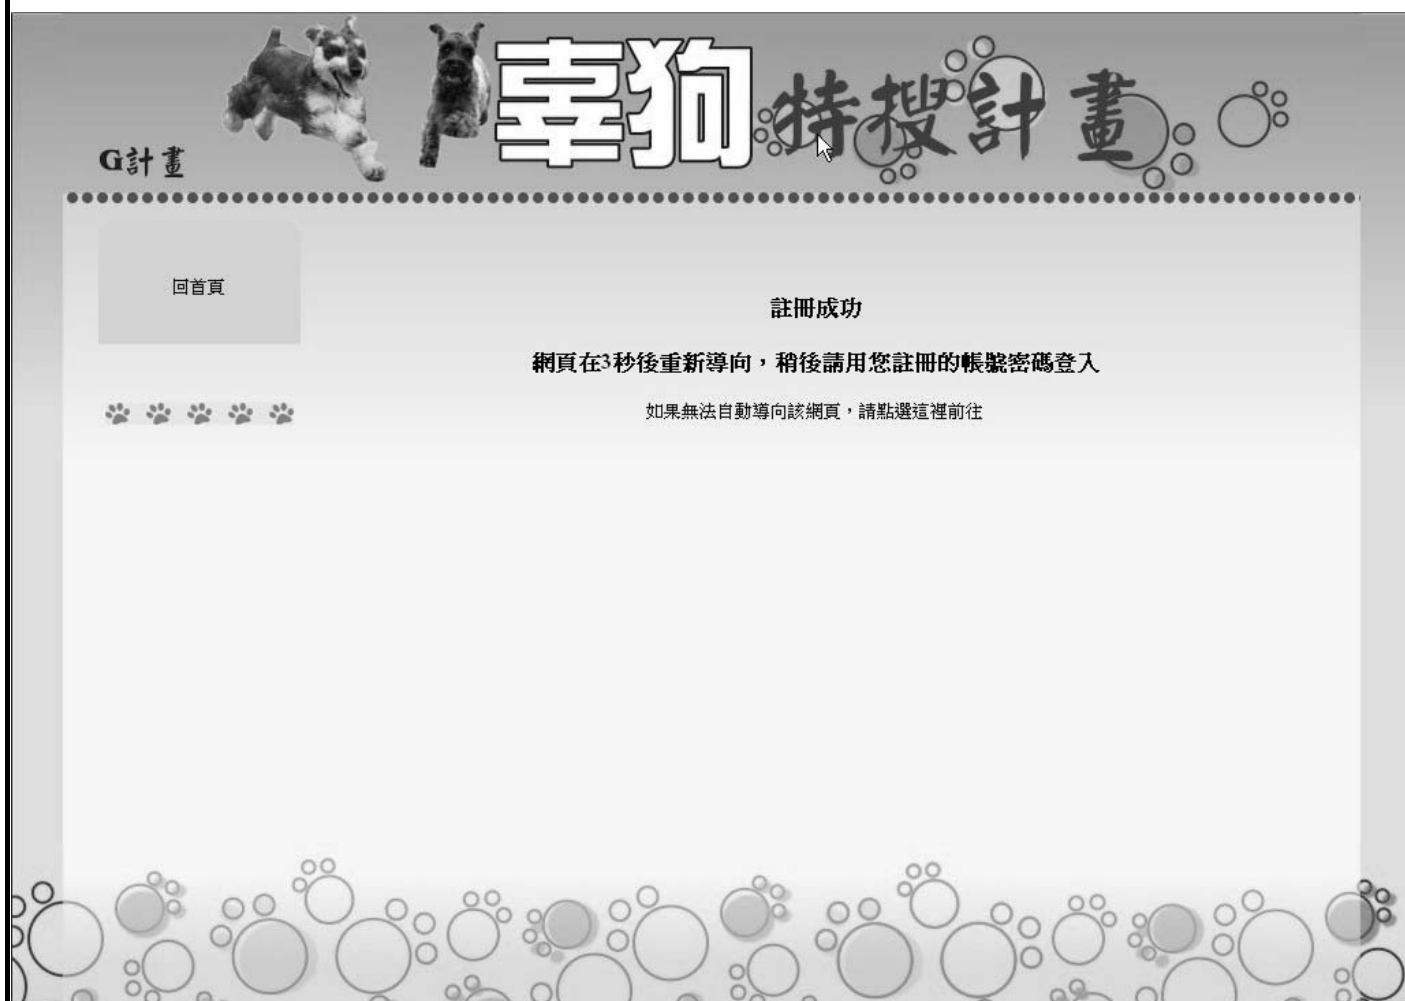 辜狗特搜計畫
G計畫
回首頁
註冊成功
網頁在3秒後重新導向，稍後請用您註冊的帳號密碼登入
如果無法自動導向該網頁，請點選這裡前往